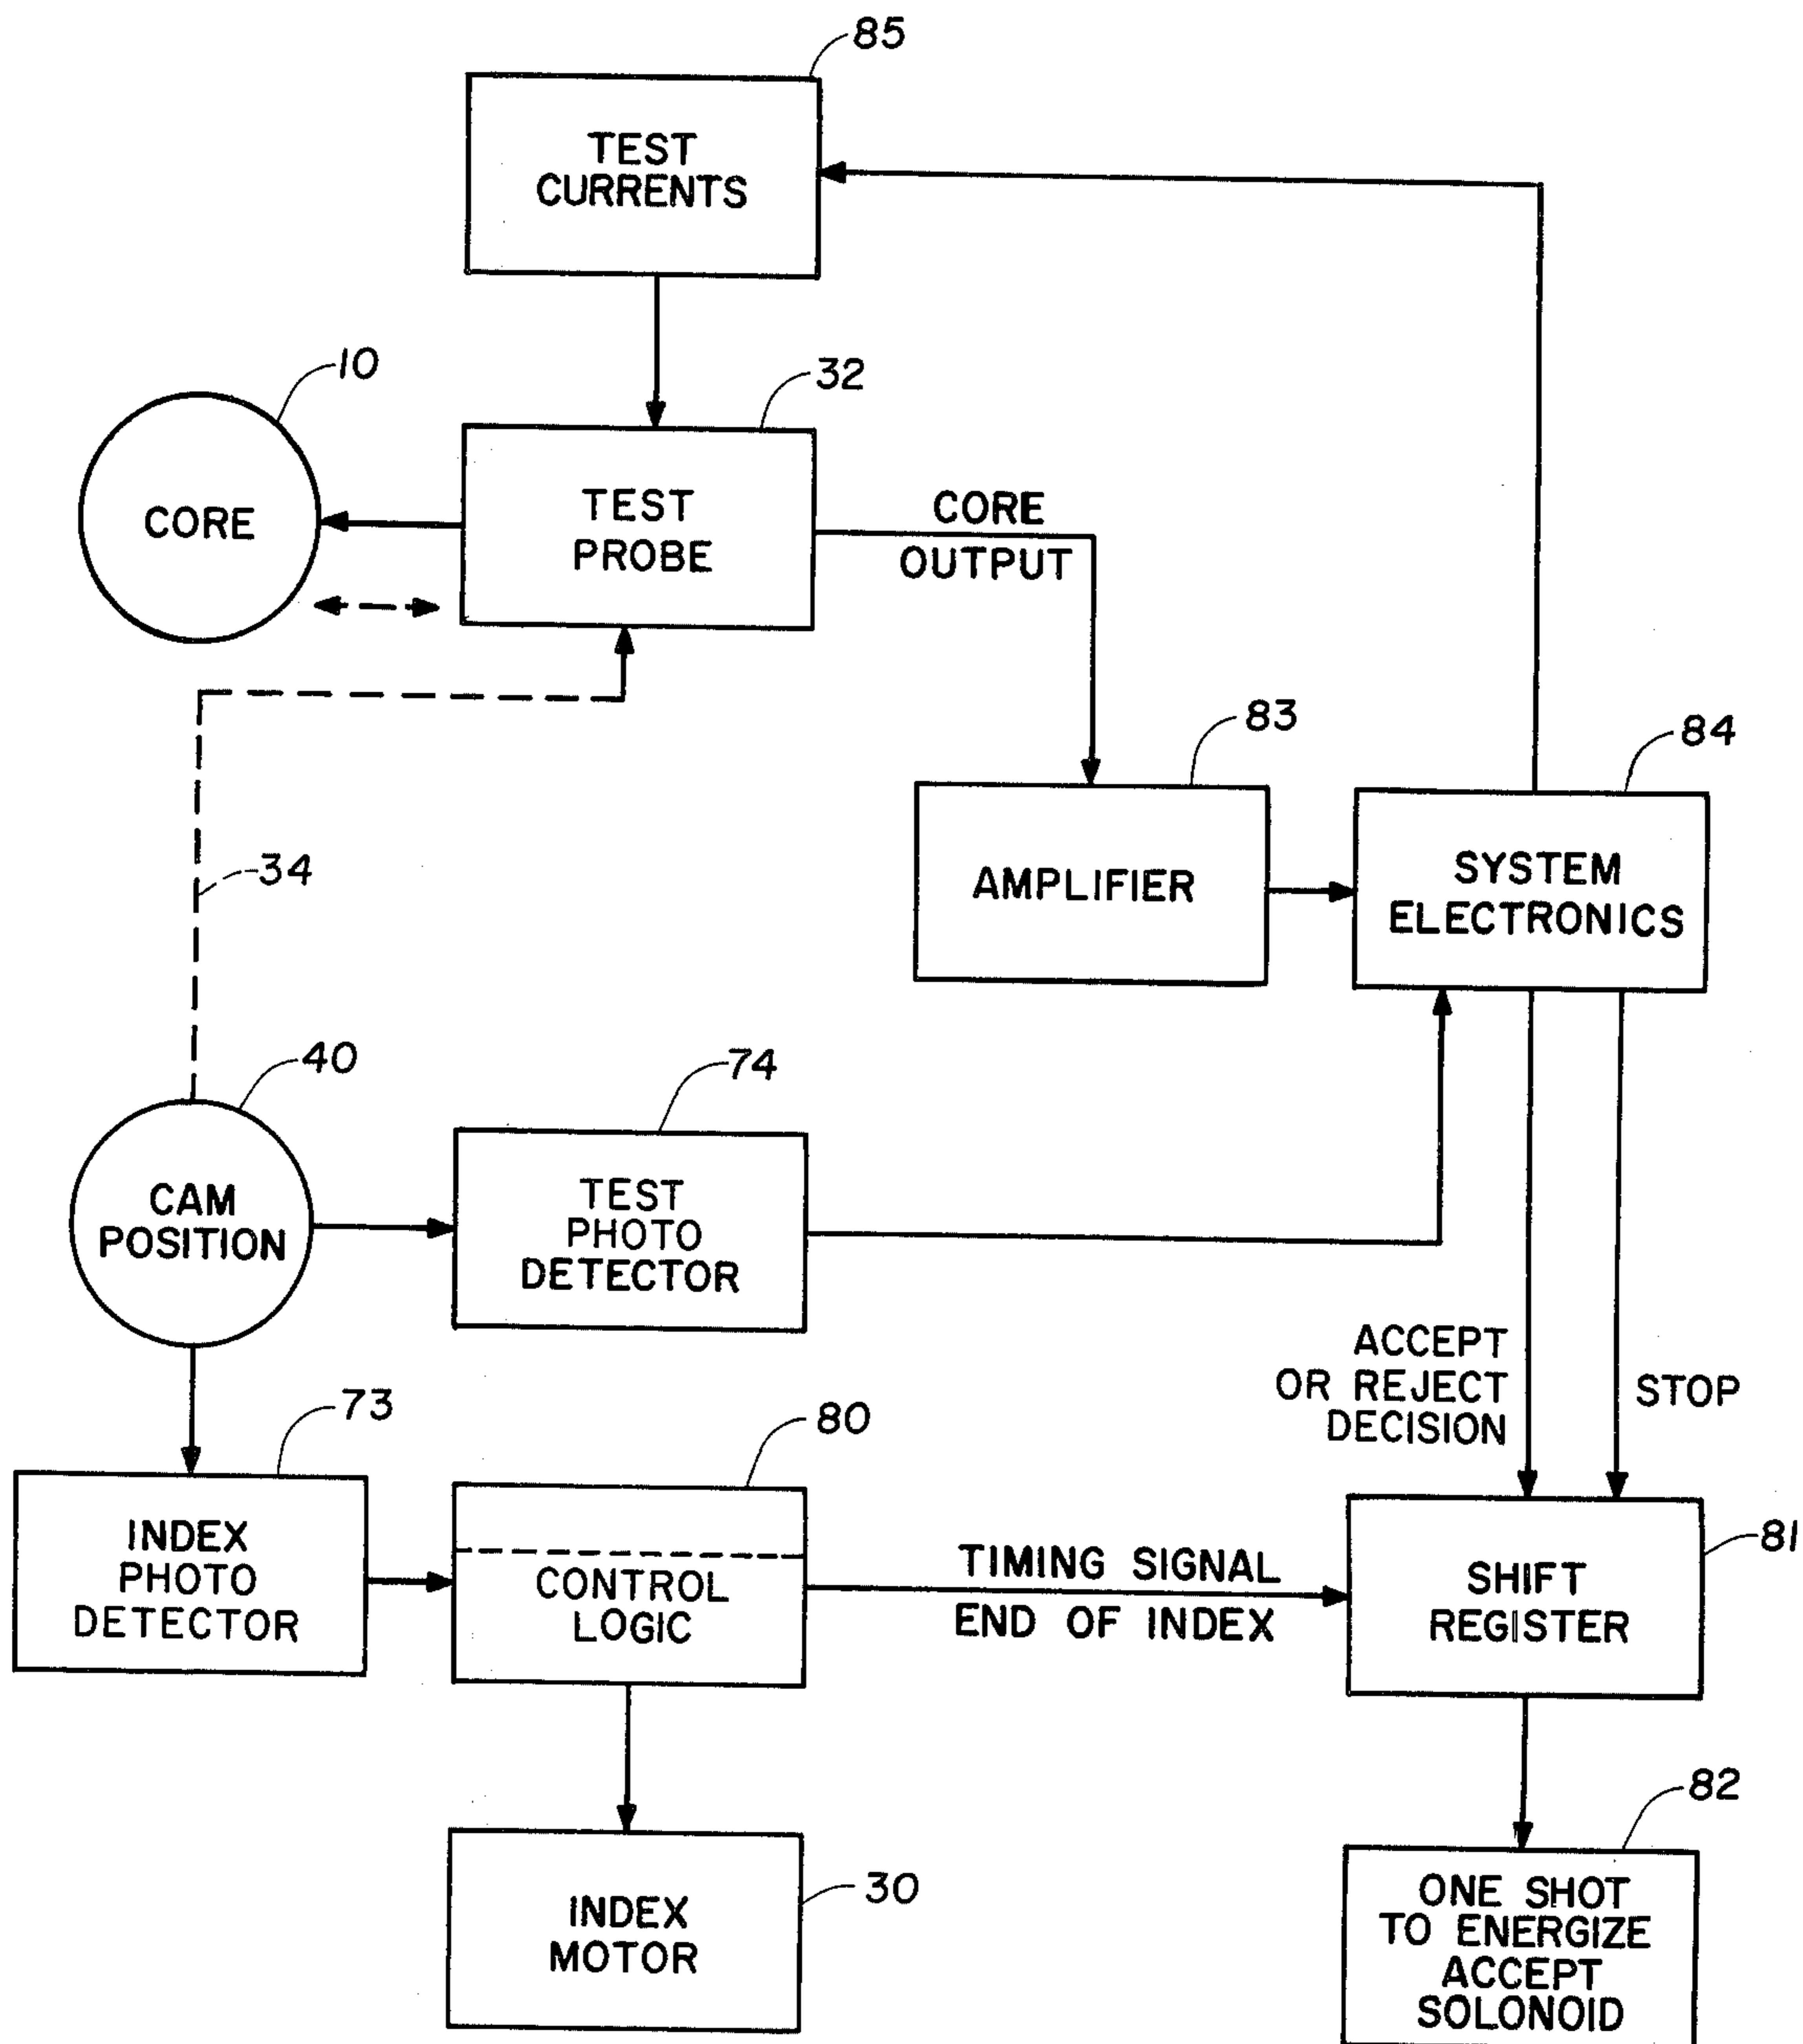 85
TEST
CURRENTS
10
32
CORE
TEST
PROBE
CORE
OUTPUT
83
84
34
AMPLIFIER
SYSTEM
ELECTRONICS
40
74
CAM
POSITION
TEST
PHOTO
DETECTOR
ACCEPT
OR REJECT
DECISION
STOP
73
80
INDEX
PHOTO
DETECTOR
CONTROL
LOGIC
TIMING SIGNAL
END OF INDEX
81
SHIFT
REGISTER
82
30
INDEX
MOTOR
ONE SHOT
TO ENERGIZE
ACCEPT
SOLONOID